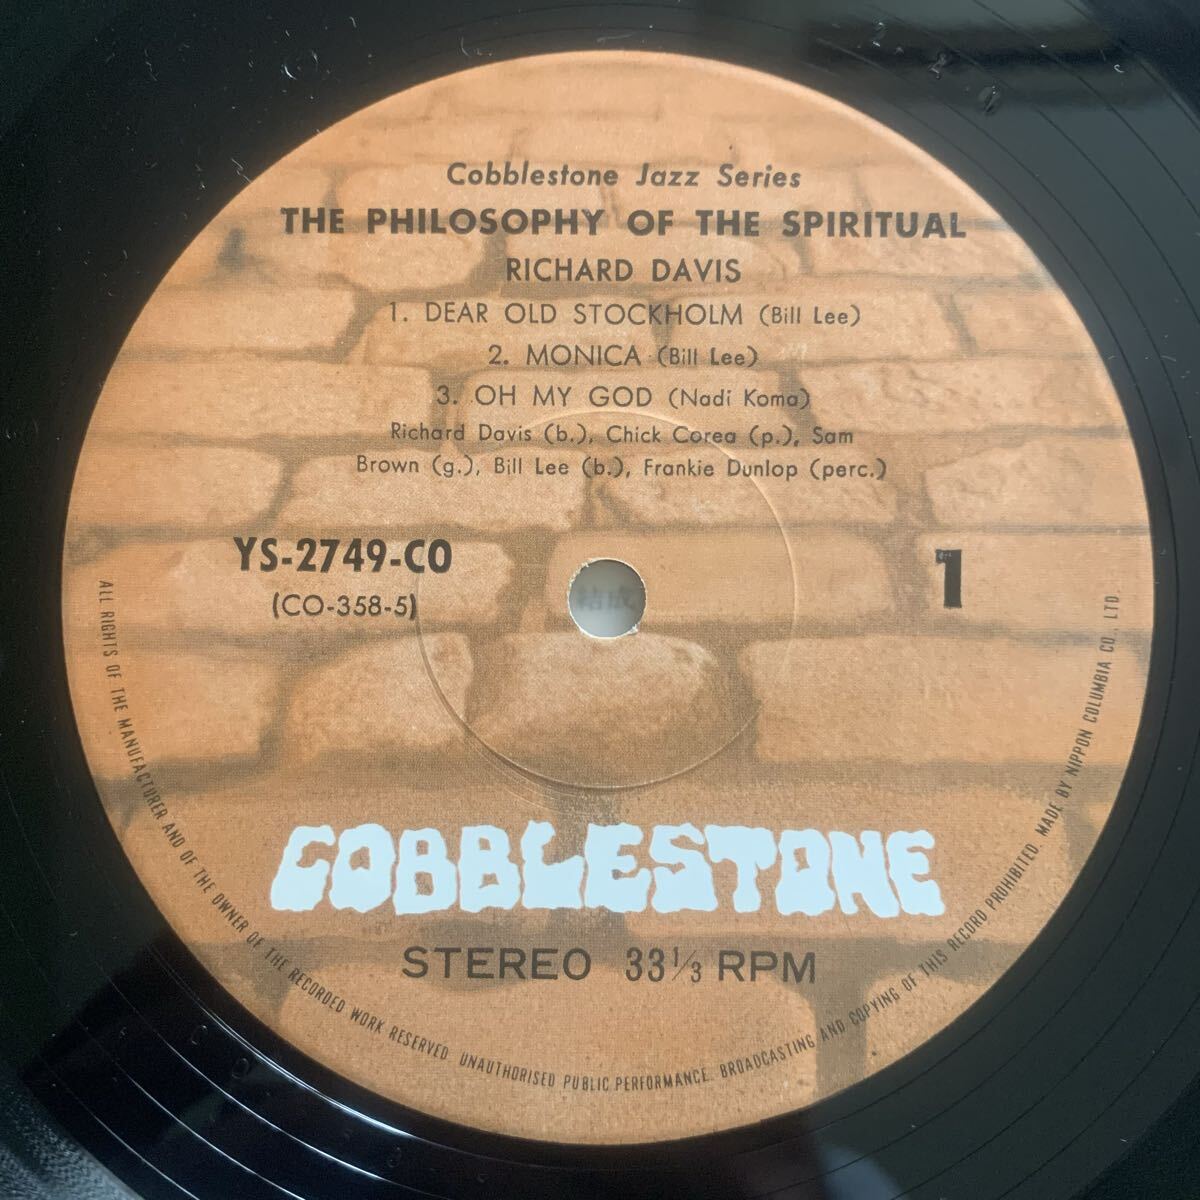 Cobblestone Jazz Series
THE PHILOSOPHY OF THE SPIRITUAL
RICHARD DAVIS
1. DEAR OLD STOCKHOLM (Bill Lee)
2. MONICA (Bill Lee)
3. OH MY GOD (Nadi Koma)
Richard Davis (b.), Chick Corea (p.), Sam
Brown (g.), Bill Lee (b.), Frankie Dunlop (perc.)
YS-2749-CO
(CO-358-5)
1
COBBLESTONE
STEREO 33 1/3 RPM
ALL RIGHTS OF THE MANUFACTURER AND OF THE OWNER OF THE RECORDED WORK RESERVED. UNAUTHORISED PUBLIC PERFORMANCE. BROADCASTING AND COPYING OF THIS RECORD PROHIBITED. MADE BY NIPPON COLUMBIA CO., LTD.